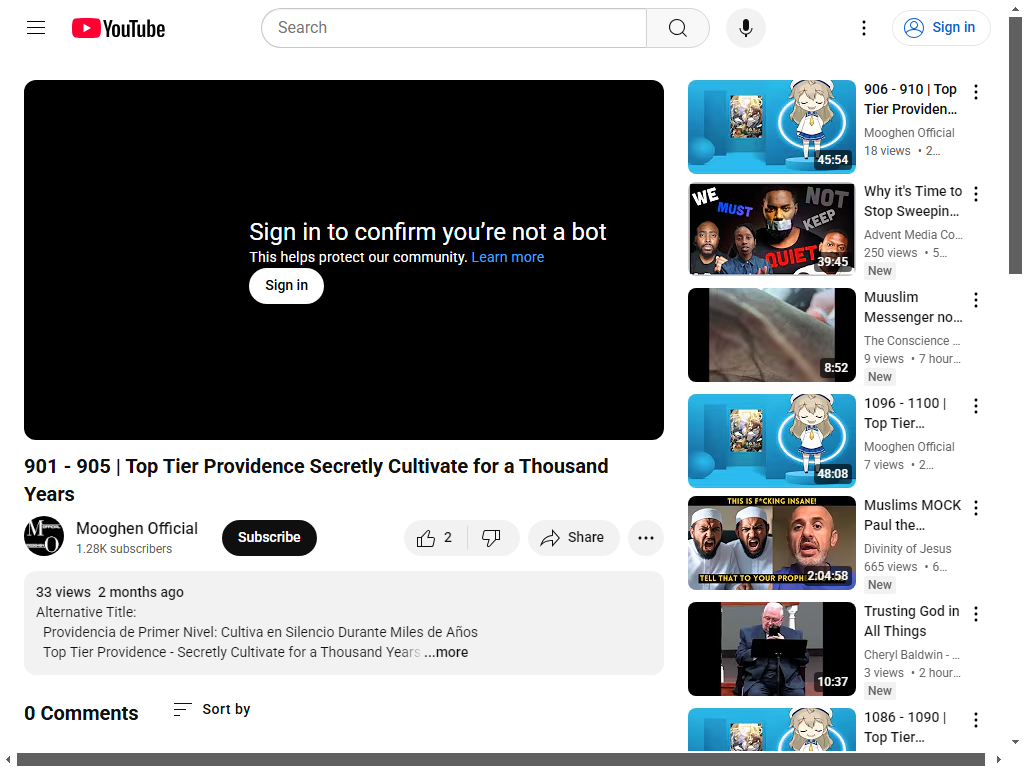 YouTube
Search
Sign in
Sign in to confirm you’re not a bot
This helps protect our community. Learn more
Sign in
901 - 905 | Top Tier Providence Secretly Cultivate for a Thousand
Years
Mooghen Official
1.28K subscribers
Subscribe
2
Share
33 views 2 months ago
Alternative Title:
Providencia de Primer Nivel: Cultiva en Silencio Durante Miles de Años
Top Tier Providence - Secretly Cultivate for a Thousand Years ...more
0 Comments
Sort by
45:54
906 - 910 | Top
Tier Providen...
Mooghen Official
18 views • 2...
WE
MUST
NOT
KEEP
QUIET
39:45
Why it's Time to
Stop Sweepin...
Advent Media Co...
250 views • 5...
New
8:52
Muuslim
Messenger no...
The Conscience ...
9 views • 7 hour...
New
48:08
1096 - 1100 |
Top Tier...
Mooghen Official
7 views • 2...
THIS IS F*CKING INSANE!
TELL THAT TO YOUR PROPH
2:04:58
Muslims MOCK
Paul the...
Divinity of Jesus
665 views • 6...
New
10:37
Trusting God in
All Things
Cheryl Baldwin - ...
3 views • 2 hour...
New
1086 - 1090 |
Top Tier...